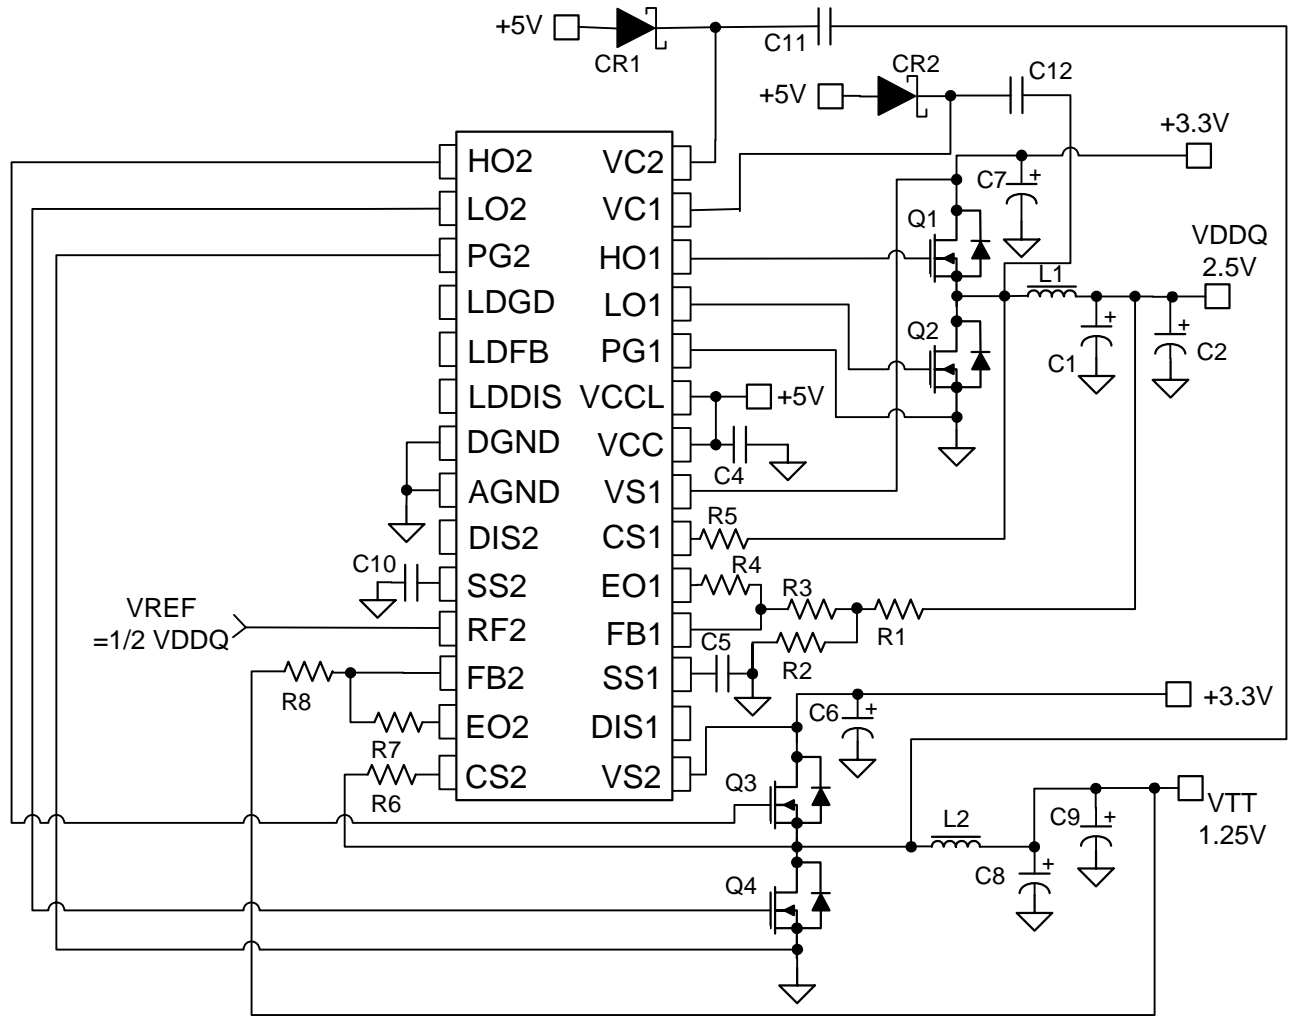 +5V
CR1
C11
+5V
CR2
C12
+3.3V
C7
Q1
VDDQ
2.5V
L1
Q2
C1
C2
HO2
VC2
LO2
VC1
PG2
HO1
LDGD
LO1
LDFB
PG1
LDDIS
VCCL
+5V
DGND
VCC
C4
AGND
VS1
DIS2
CS1
R5
C10
SS2
EO1
R4
R3
VREF
=1/2 VDDQ
RF2
FB1
R1
C5
R2
R8
FB2
SS1
C6
+3.3V
R7
EO2
DIS1
R6
CS2
VS2
Q3
L2
C9
VTT
1.25V
C8
Q4